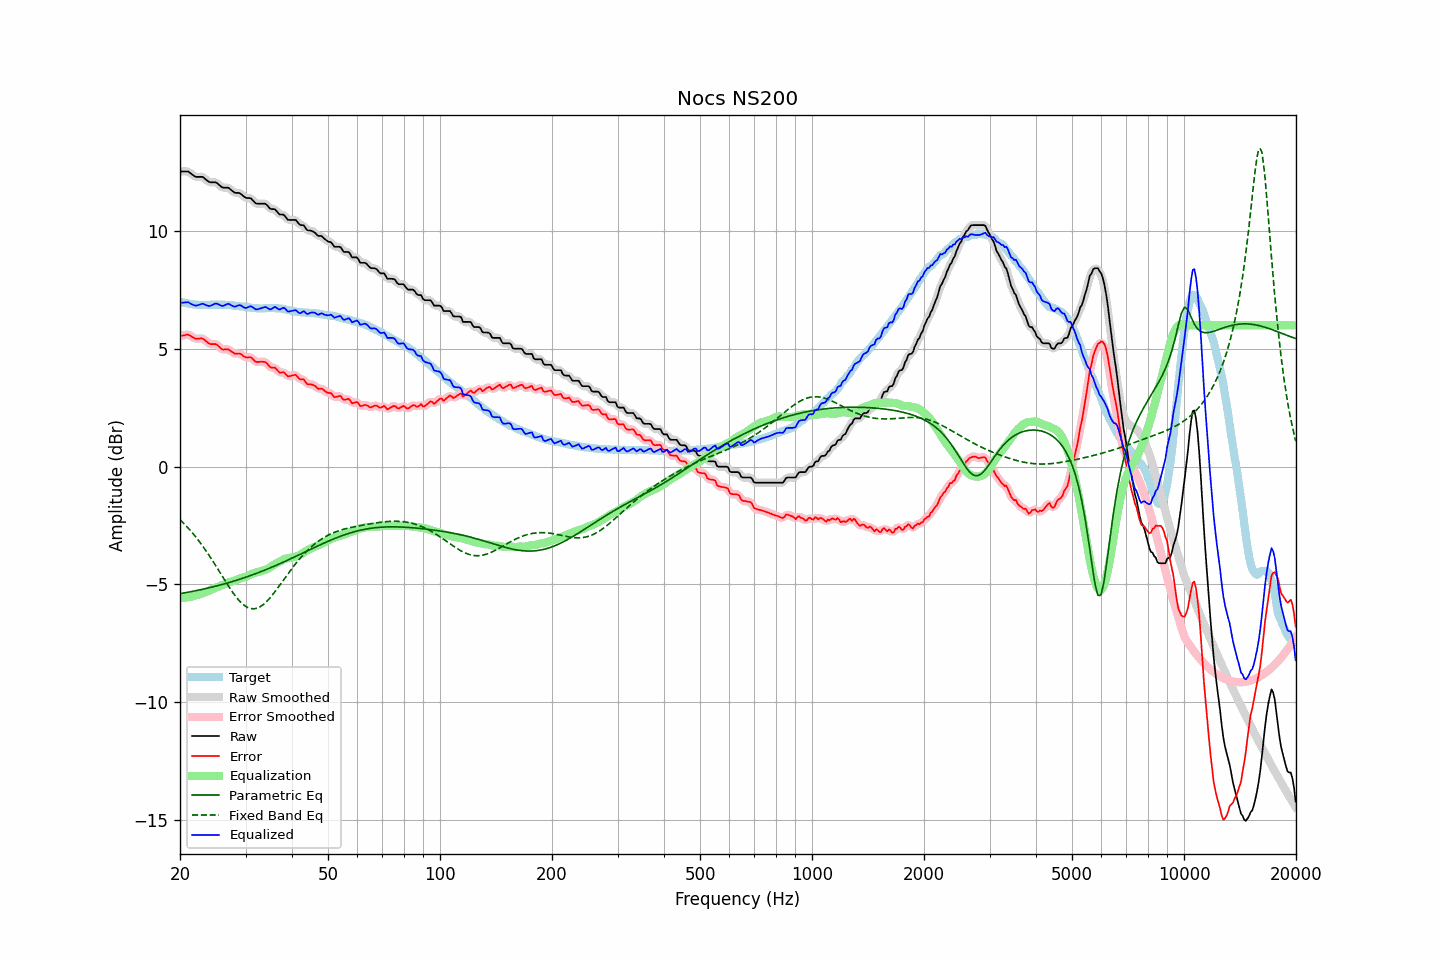 Nocs NS200
Amplitude (dBr)
10
5
0
−5
−10
−15
Target
Raw Smoothed
Error Smoothed
Raw
Error
Equalization
Parametric Eq
Fixed Band Eq
Equalized
20 50 100 200 500 1000 2000 5000 10000 20000
Frequency (Hz)